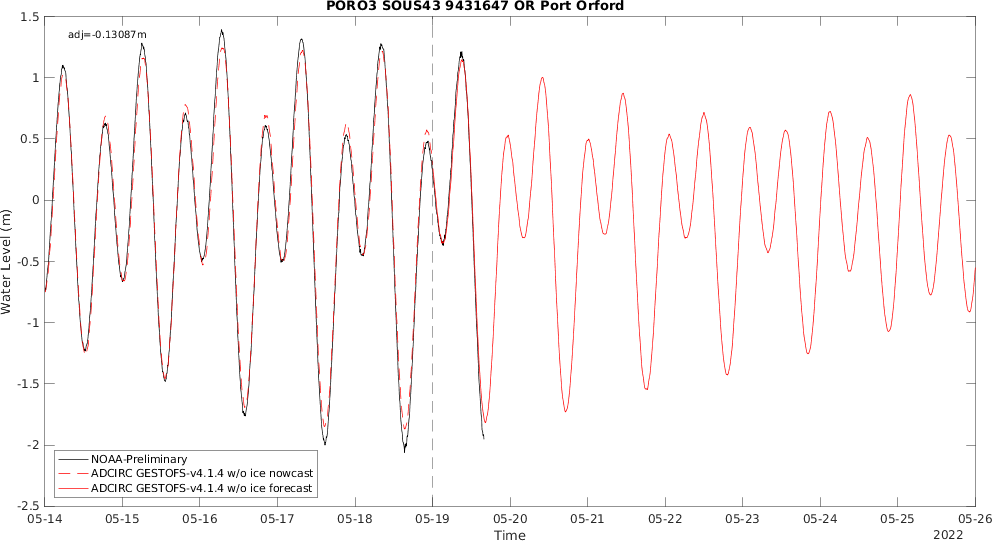 PORO3 SOUS43 9431647 OR Port Orford
adj=-0.13087m
1.5
1
0.5
0
-0.5
-1
-1.5
-2
-2.5
Water Level (m)
NOAA-Preliminary
ADCIRC GESTOFS-v4.1.4 w/o ice nowcast
ADCIRC GESTOFS-v4.1.4 w/o ice forecast
05-14 05-15 05-16 05-17 05-18 05-19 05-20 05-21 05-22 05-23 05-24 05-25 05-26
Time
2022